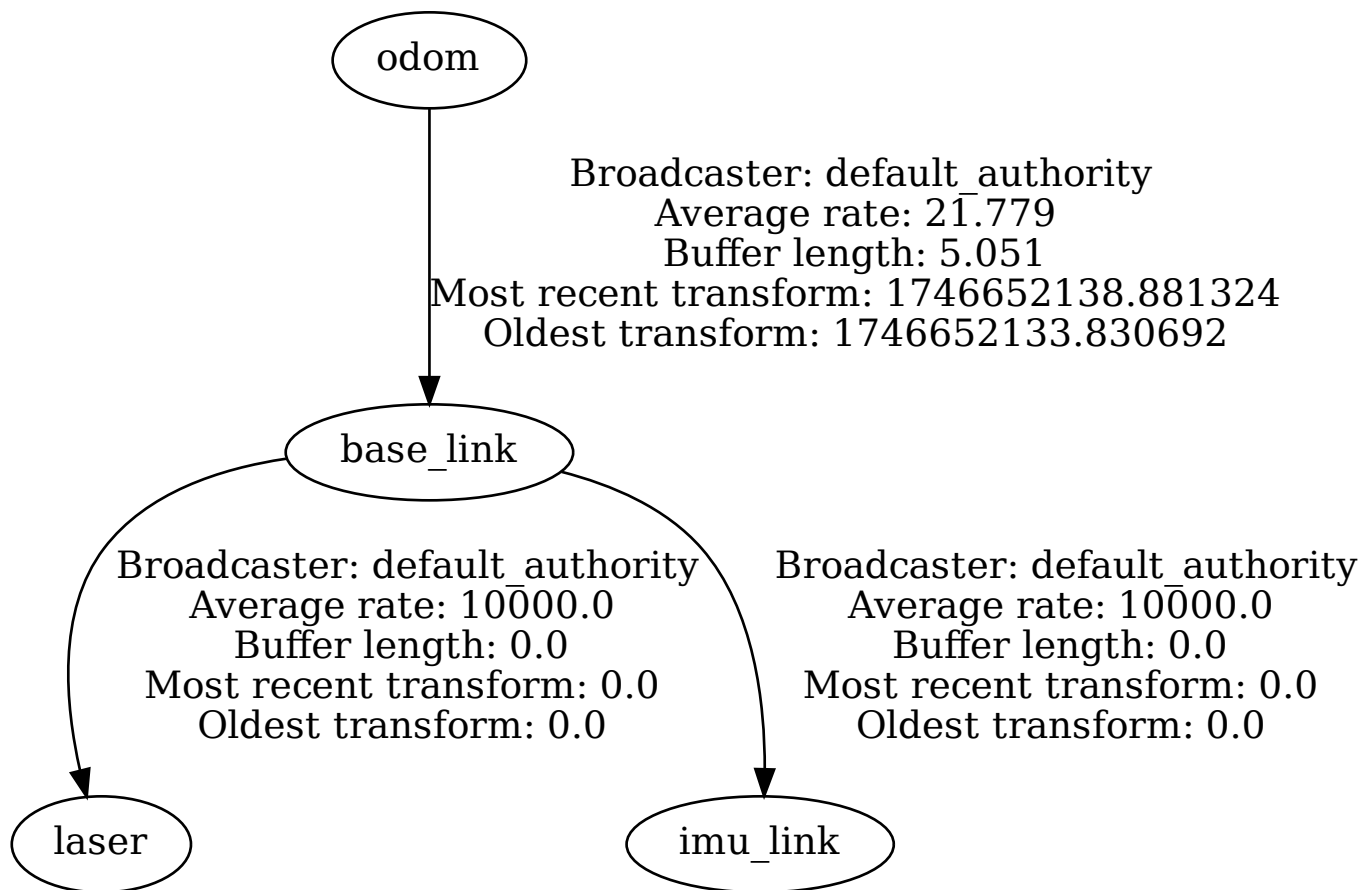 odom
Broadcaster: default_authority
Average rate: 21.779
Buffer length: 5.051
Most recent transform: 1746652138.881324
Oldest transform: 1746652133.830692
base_link
Broadcaster: default_authority
Average rate: 10000.0
Buffer length: 0.0
Most recent transform: 0.0
Oldest transform: 0.0
Broadcaster: default_authority
Average rate: 10000.0
Buffer length: 0.0
Most recent transform: 0.0
Oldest transform: 0.0
laser
imu_link